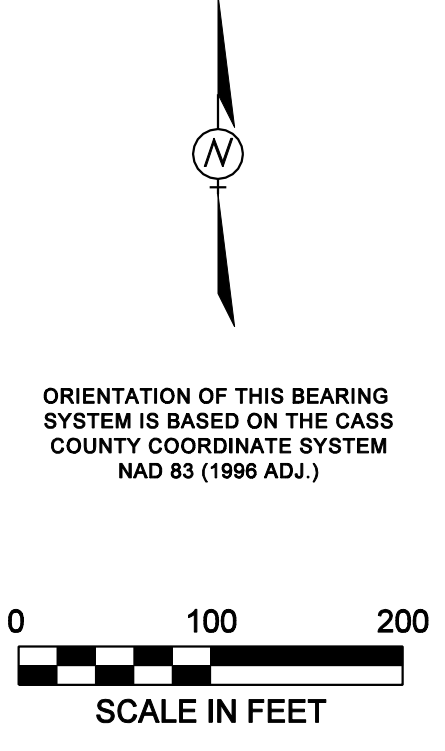 N
ORIENTATION OF THIS BEARING
SYSTEM IS BASED ON THE CASS
COUNTY COORDINATE SYSTEM
NAD 83 (1996 ADJ.)
0 100 200
SCALE IN FEET